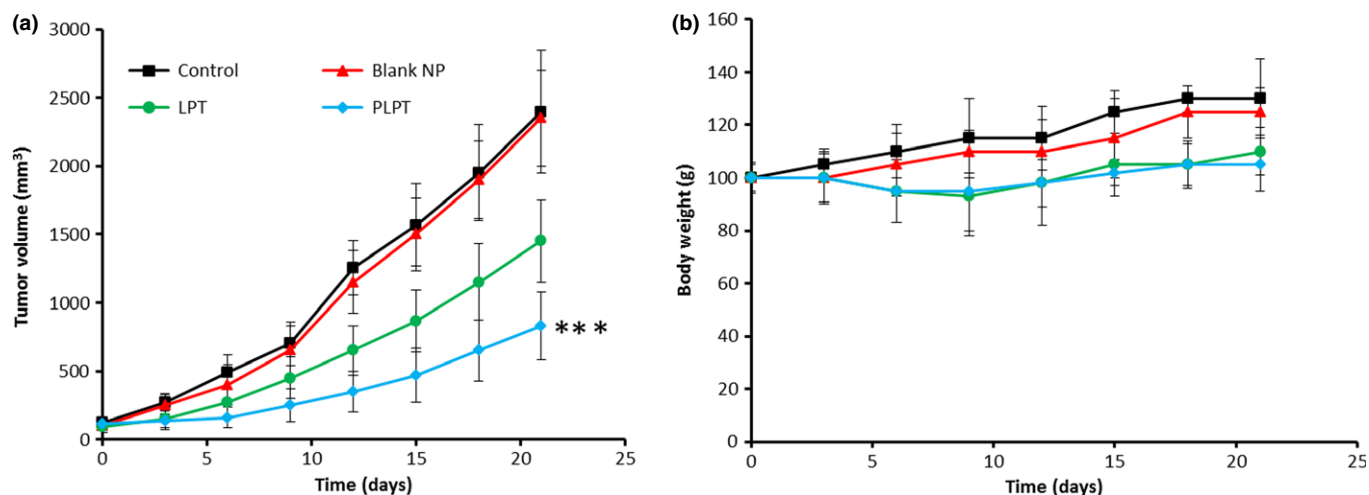 (a)
Tumor volume (mm³)
3000
2500
2000
1500
1000
500
0
Control
Blank NP
LPT
PLPT
***
0 5 10 15 20 25
Time (days)
(b)
Body weight (g)
160
140
120
100
80
60
40
20
0
0 5 10 15 20 25
Time (days)